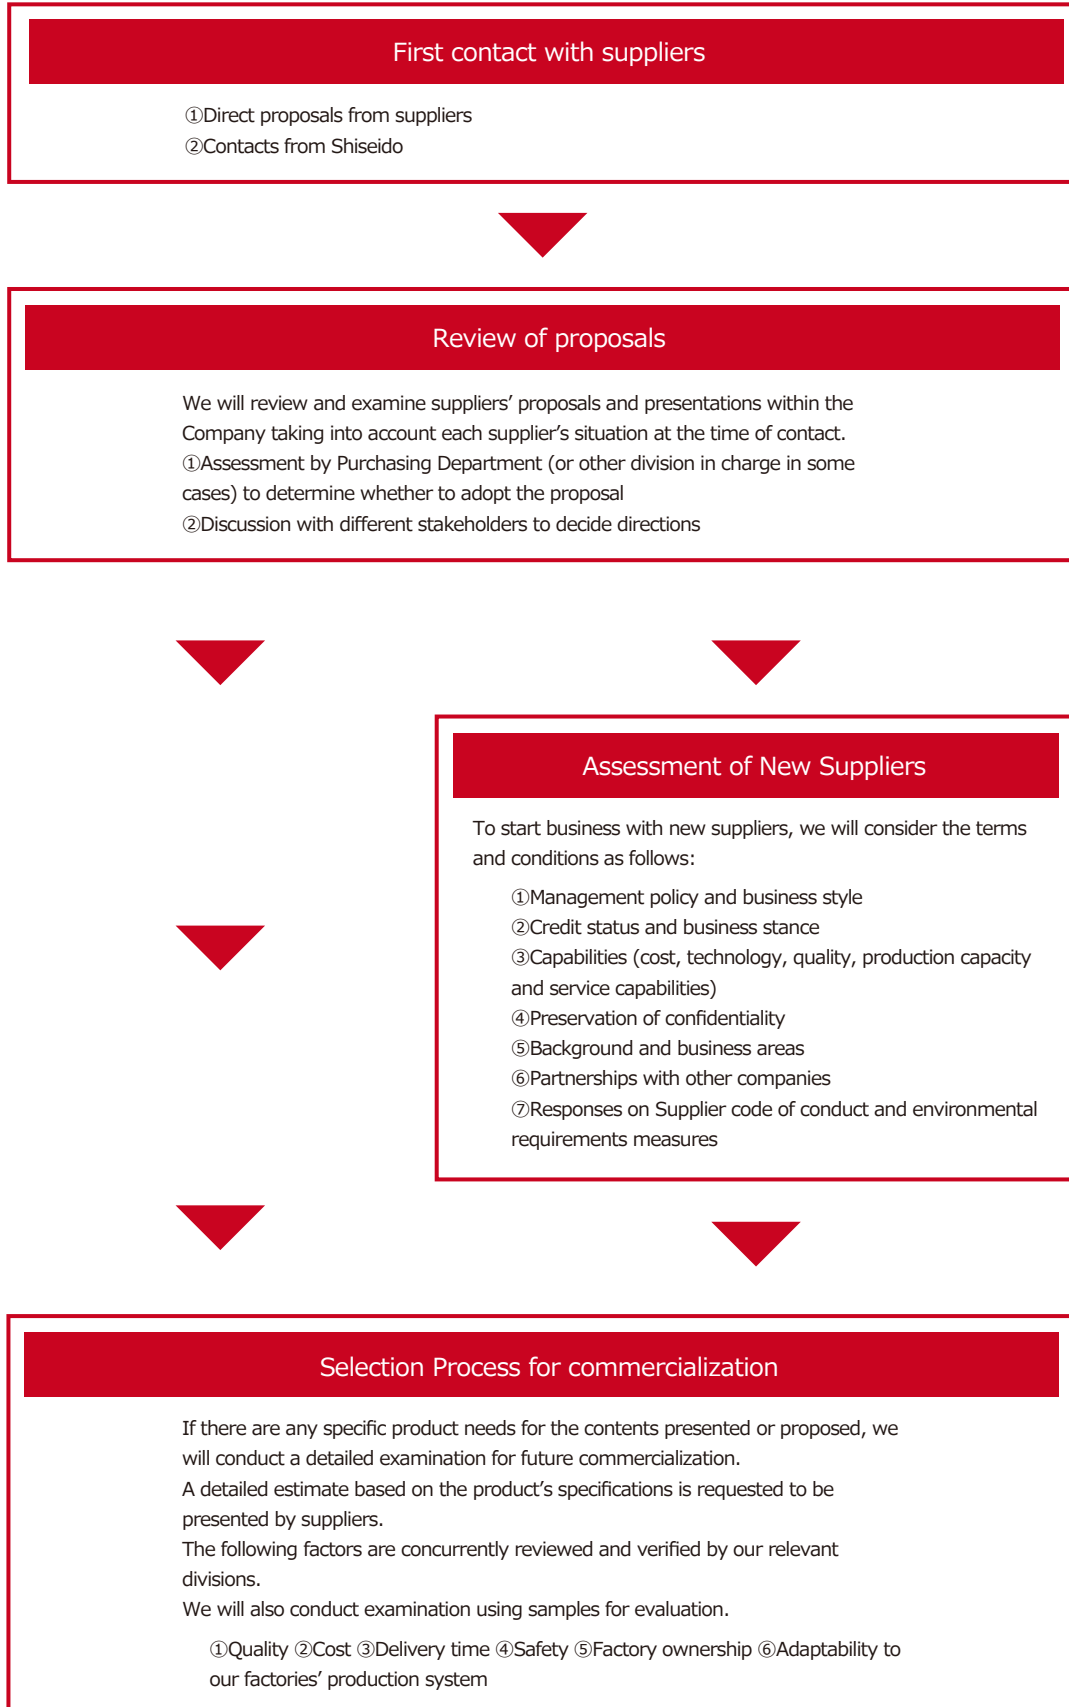 First contact with suppliers
①Direct proposals from suppliers
②Contacts from Shiseido
Review of proposals
We will review and examine suppliers’ proposals and presentations within the
Company taking into account each supplier’s situation at the time of contact.
①Assessment by Purchasing Department (or other division in charge in some
cases) to determine whether to adopt the proposal
②Discussion with different stakeholders to decide directions
Assessment of New Suppliers
To start business with new suppliers, we will consider the terms
and conditions as follows:
①Management policy and business style
②Credit status and business stance
③Capabilities (cost, technology, quality, production capacity
and service capabilities)
④Preservation of confidentiality
⑤Background and business areas
⑥Partnerships with other companies
⑦Responses on Supplier code of conduct and environmental
requirements measures
Selection Process for commercialization
If there are any specific product needs for the contents presented or proposed, we
will conduct a detailed examination for future commercialization.
A detailed estimate based on the product’s specifications is requested to be
presented by suppliers.
The following factors are concurrently reviewed and verified by our relevant
divisions.
We will also conduct examination using samples for evaluation.
①Quality ②Cost ③Delivery time ④Safety ⑤Factory ownership ⑥Adaptability to
our factories’ production system